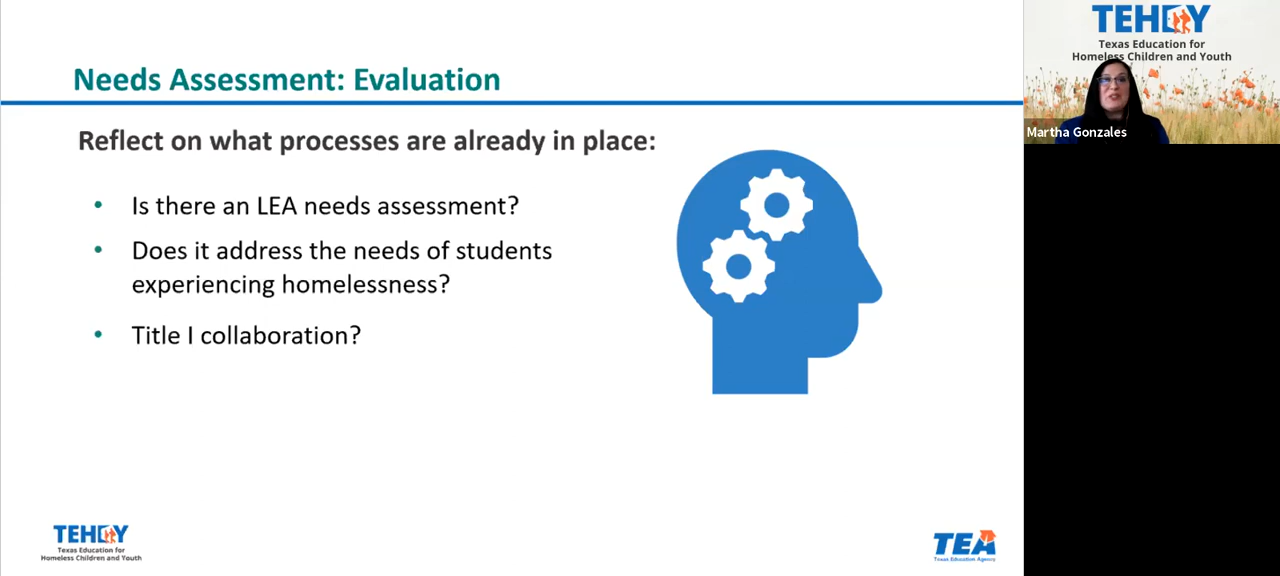 Needs Assessment: Evaluation
Reflect on what processes are already in place:
• Is there an LEA needs assessment?
• Does it address the needs of students
experiencing homelessness?
• Title I collaboration?
TEHCY
Texas Education for
Homeless Children and Youth
TEA
Texas Education Agency
TEHCY
Texas Education for
Homeless Children and Youth
Martha Gonzales